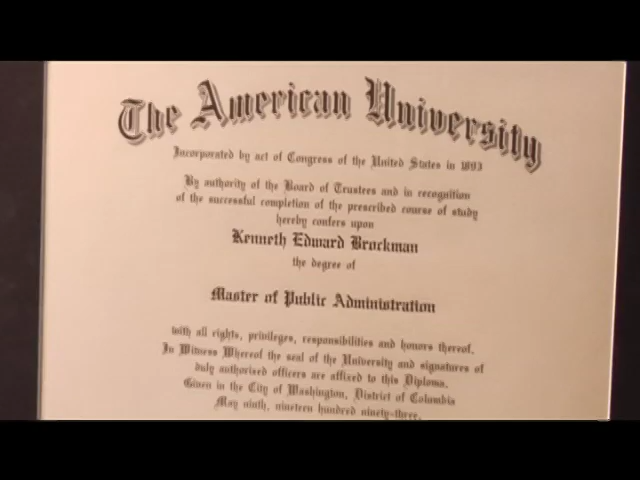 The American University
Incorporated by act of Congress of the United States in 1893
By authority of the Board of Trustees and in recognition
of the successful completion of the prescribed course of study
hereby confers upon
Kenneth Edward Brockman
the degree of
Master of Public Administration
with all rights, privileges, responsibilities and honors thereof.
In Witness Whereof the seal of the University and signatures of
duly authorised officers are affixed to this Diploma.
Given in the City of Washington, District of Columbia
May ninth, nineteen hundred ninety-three.